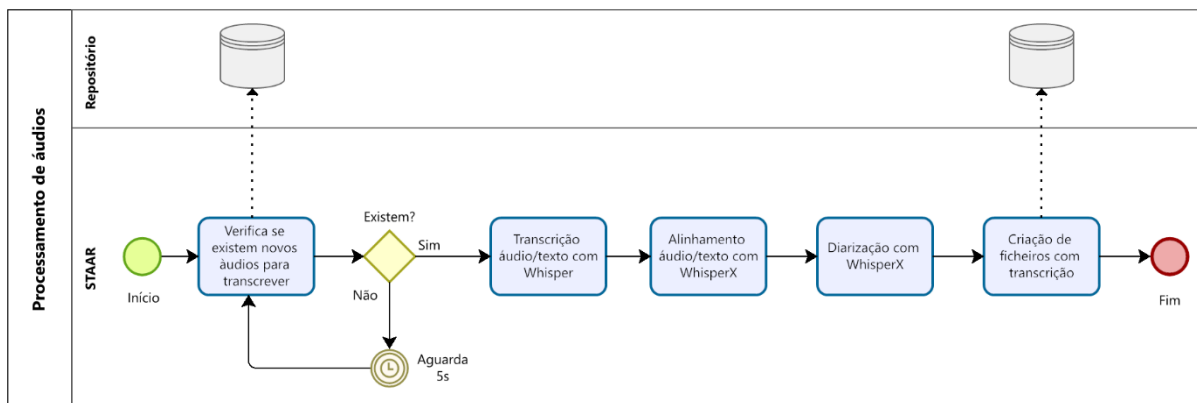 Processamento de áudios
Repositório
STAAR
Início
Verifica se
existem novos
àudios para
transcrever
Existem?
Sim
Não
Aguarda
5s
Transcrição
áudio/texto com
Whisper
Alinhamento
áudio/texto com
WhisperX
Diarização com
WhisperX
Criação de
ficheiros com
transcrição
Fim